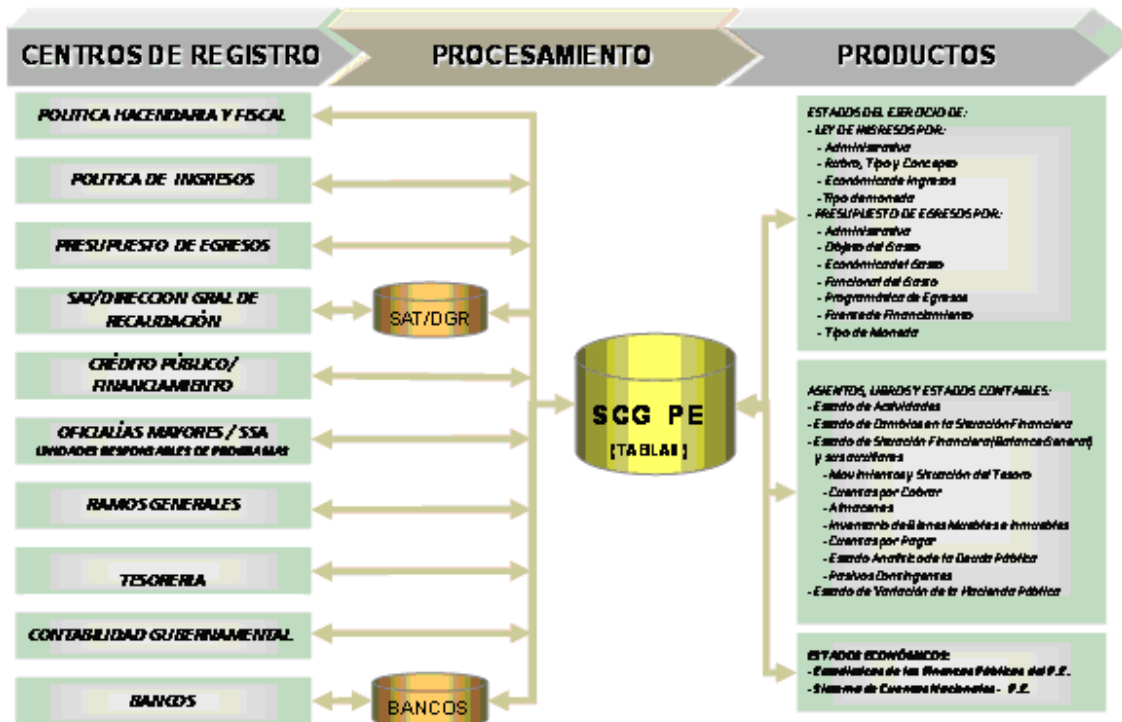 CENTROS DE REGISTRO
PROCESAMIENTO
PRODUCTOS
POLITICA HACENDARIA Y FISCAL
POLITICA DE INGRESOS
PRESUPUESTO DE EGRESOS
SAT/DIRECCION GRAL DE
RECAUDACIÓN
CRÉDITO PÚBLICO/
FINANCIAMIENTO
OFICIALÍAS MAYORES / SSA
UNIDADES RESPONSABLES DE PROGRAMAS
RAMOS GENERALES
TESORERIA
CONTABILIDAD GUBERNAMENTAL
BANCOS
SAT/DGR
BANCOS
SCG PE
(TABLAS)
ESTADOS DEL EJERCICIO DE:
- LEY DE INGRESOS POR:
- Administrativa
- Rubro, Tipo y Concepto
- Económica de Ingresos
- Tipo de moneda
- PRESUPUESTO DE EGRESOS POR:
- Administrativa
- Objeto del Gasto
- Económica del Gasto
- Funcional del Gasto
- Programática de Egresos
- Fuente de Financiamiento
- Tipo de Moneda
ASIENTOS, LIBROS Y ESTADOS CONTABLES:
- Estado de Actividades
- Estado de Cambios en la Situación Financiera
- Estado de Situación Financiera (Balance General)
y sus auxiliares
- Movimientos y Situación del Tesoro
- Cuentas por Cobrar
- Almacenes
- Inventario de Bienes Muebles e Inmuebles
- Cuentas por Pagar
- Estado Analítico de la Deuda Pública
- Pasivos Contingentes
- Estado de Variación de la Hacienda Pública
ESTADOS ECONÓMICOS:
- Estadísticas de las Finanzas Públicas del P.E.
- Sistema de Cuentas Nacionales - P.E.